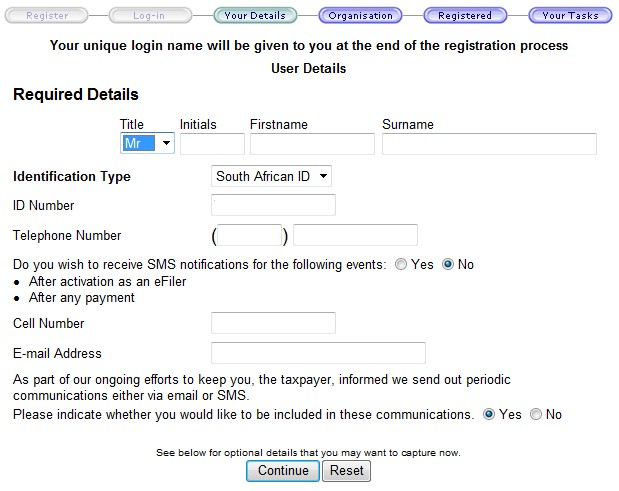 Register Log-in Your Details Organisation Registered Your Tasks
Your unique login name will be given to you at the end of the registration process
User Details
Required Details
Title Initials Firstname Surname
Mr
Identification Type South African ID
ID Number
Telephone Number ( )
Do you wish to receive SMS notifications for the following events: Yes No
• After activation as an eFiler
• After any payment
Cell Number
E-mail Address
As part of our ongoing efforts to keep you, the taxpayer, informed we send out periodic
communications either via email or SMS.
Please indicate whether you would like to be included in these communications. Yes No
See below for optional details that you may want to capture now.
Continue Reset